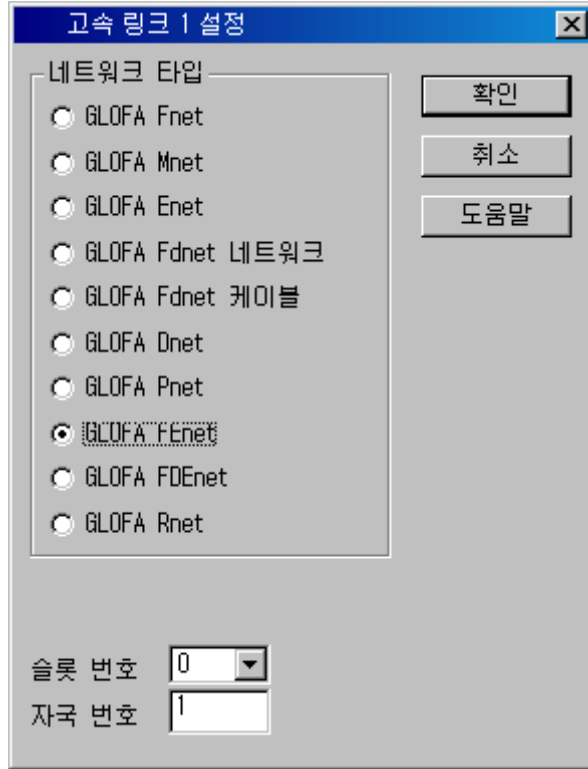 고속 링크 1 설정
네트워크 타입
GLOFA Fnet
GLOFA Mnet
GLOFA Enet
GLOFA Fdnet 네트워크
GLOFA Fdnet 케이블
GLOFA Dnet
GLOFA Pnet
GLOFA FEnet
GLOFA FDEnet
GLOFA Rnet
확인
취소
도움말
슬롯 번호 0
자국 번호 1